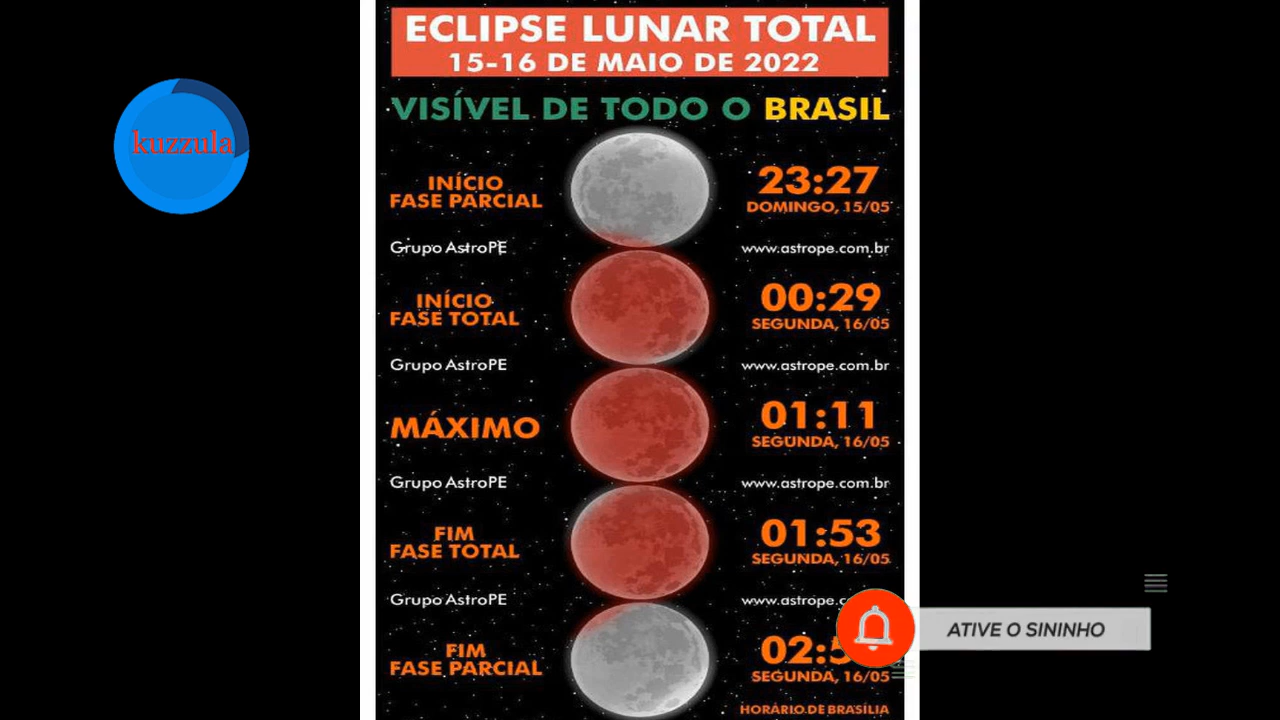 ECLIPSE LUNAR TOTAL
15-16 DE MAIO DE 2022
VISÍVEL DE TODO O BRASIL
kuzzula
INÍCIO
FASE PARCIAL
23:27
DOMINGO, 15/05
Grupo AstroPE
www.astrope.com.br
INÍCIO
FASE TOTAL
00:29
SEGUNDA, 16/05
Grupo AstroPE
www.astrope.com.br
MÁXIMO
01:11
SEGUNDA, 16/05
Grupo AstroPE
www.astrope.com.br
FIM
FASE TOTAL
01:53
SEGUNDA, 16/05
Grupo AstroPE
FIM
FASE PARCIAL
SEGUNDA, 16/05
ATIVE O SININHO
HORÁRIO DE BRASÍLIA